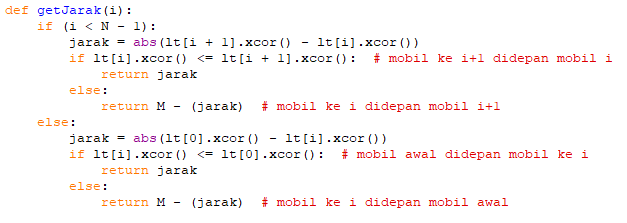 def getJarak(i):
    if (i < N - 1):
        jarak = abs(lt[i + 1].xcor() - lt[i].xcor())
        if lt[i].xcor() <= lt[i + 1].xcor():  # mobil ke i+1 didepan mobil i
            return jarak
        else:
            return M - (jarak)  # mobil ke i didepan mobil i+1
    else:
        jarak = abs(lt[0].xcor() - lt[i].xcor())
        if lt[i].xcor() <= lt[0].xcor():  # mobil awal didepan mobil ke i
            return jarak
        else:
            return M - (jarak)  # mobil ke i didepan mobil awal